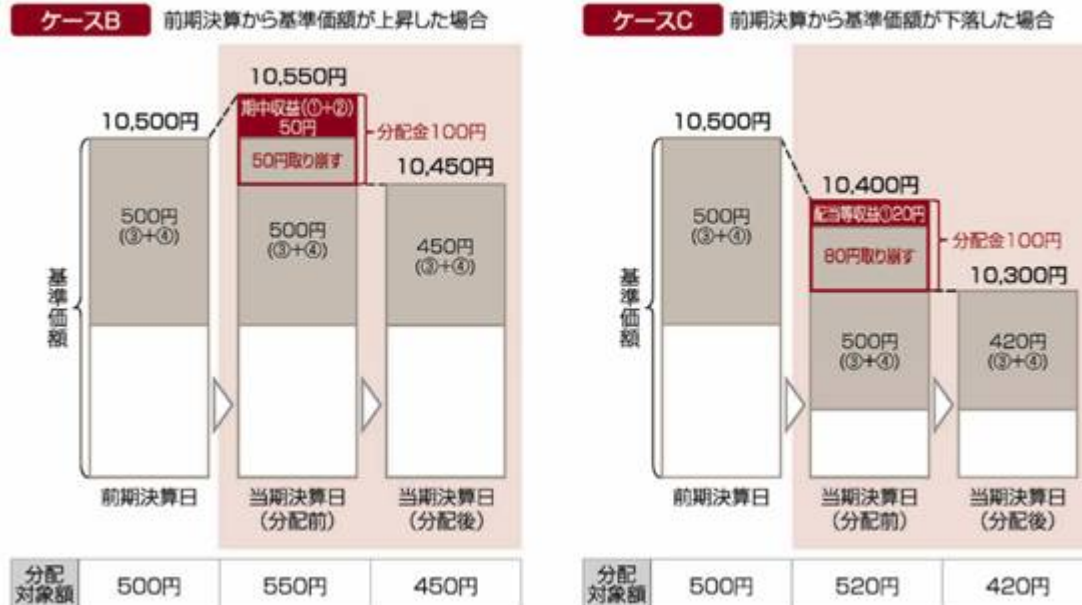 ケースB 前期決算から基準価額が上昇した場合
10,550円
期中収益(①+②)
50円
10,500円
分配金100円
50円取り崩す
10,450円
500円
(③+④)
500円
(③+④)
450円
(③+④)
基準価額
前期決算日
当期決算日
(分配前)
当期決算日
(分配後)
分配
対象額
500円
550円
450円
ケースC 前期決算から基準価額が下落した場合
10,500円
10,400円
配当等収益①20円
500円
(③+④)
分配金100円
80円取り崩す
10,300円
500円
(③+④)
420円
(③+④)
基準価額
前期決算日
当期決算日
(分配前)
当期決算日
(分配後)
分配
対象額
500円
520円
420円